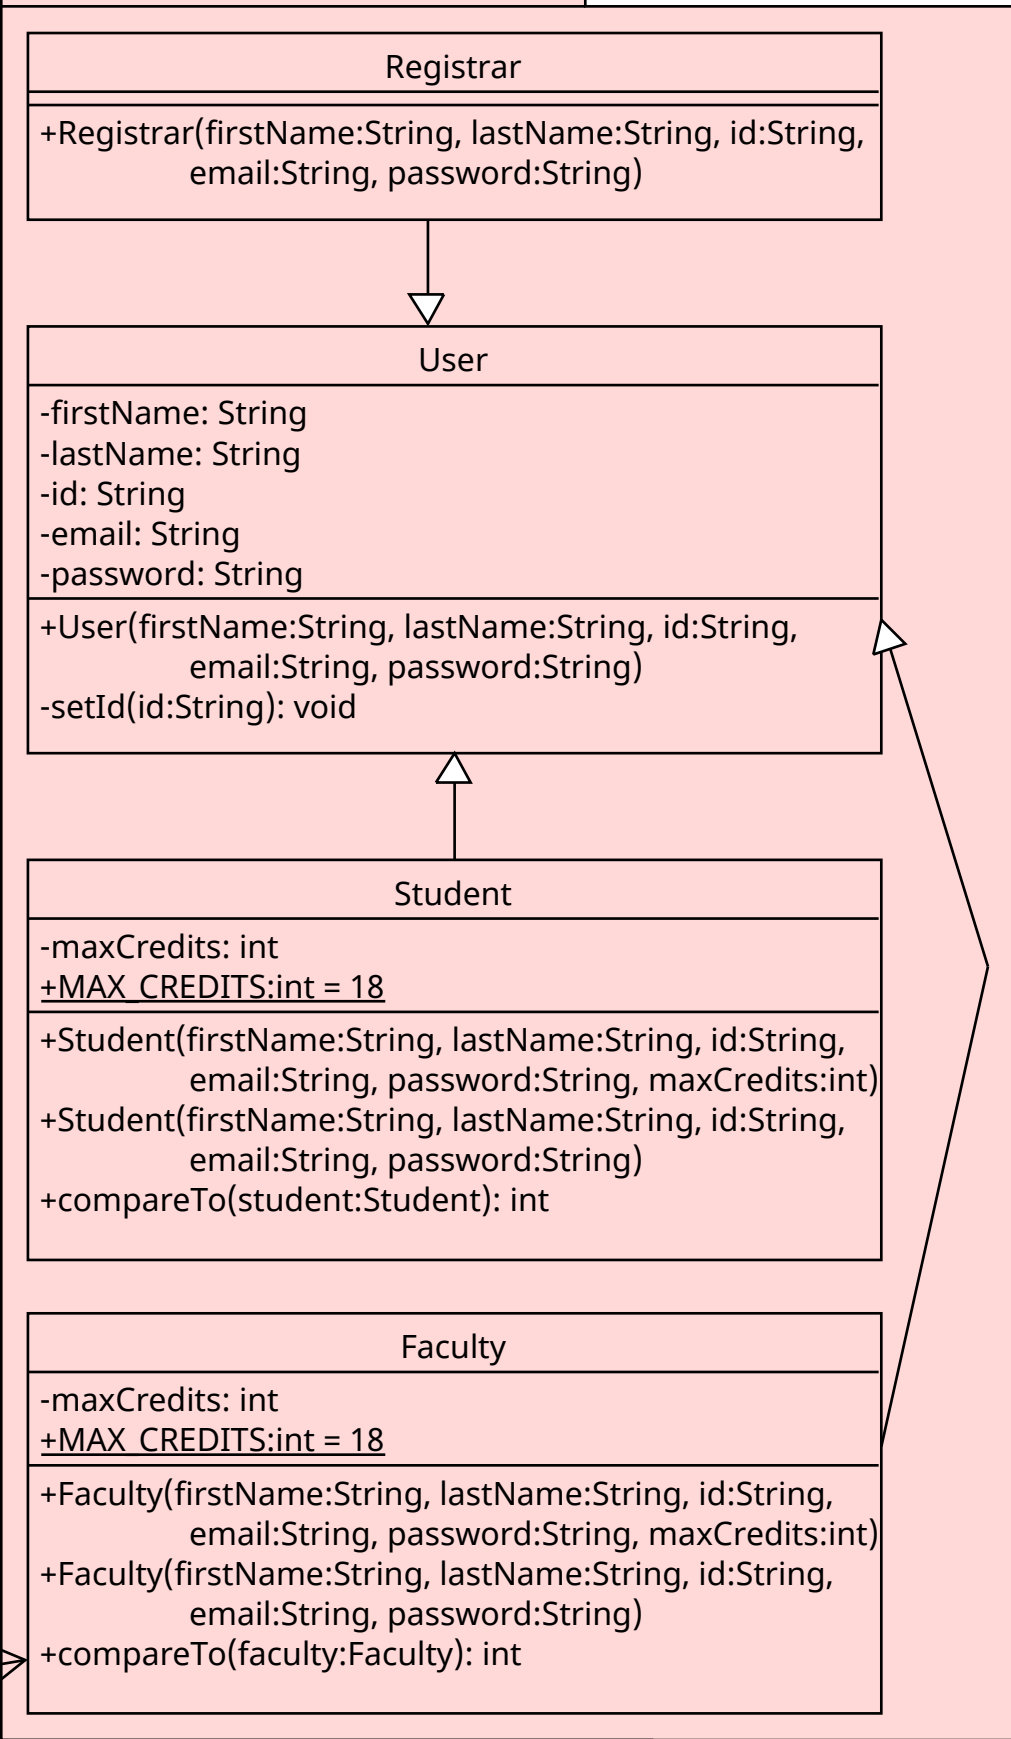 Registrar
+Registrar(firstName:String, lastName:String, id:String,
email:String, password:String)
User
-firstName: String
-lastName: String
-id: String
-email: String
-password: String
+User(firstName:String, lastName:String, id:String,
email:String, password:String)
-setId(id:String): void
Student
-maxCredits: int
+MAX_CREDITS:int = 18
+Student(firstName:String, lastName:String, id:String,
email:String, password:String, maxCredits:int)
+Student(firstName:String, lastName:String, id:String,
email:String, password:String)
+compareTo(student:Student): int
Faculty
-maxCredits: int
+MAX_CREDITS:int = 18
+Faculty(firstName:String, lastName:String, id:String,
email:String, password:String, maxCredits:int)
+Faculty(firstName:String, lastName:String, id:String,
email:String, password:String)
+compareTo(faculty:Faculty): int